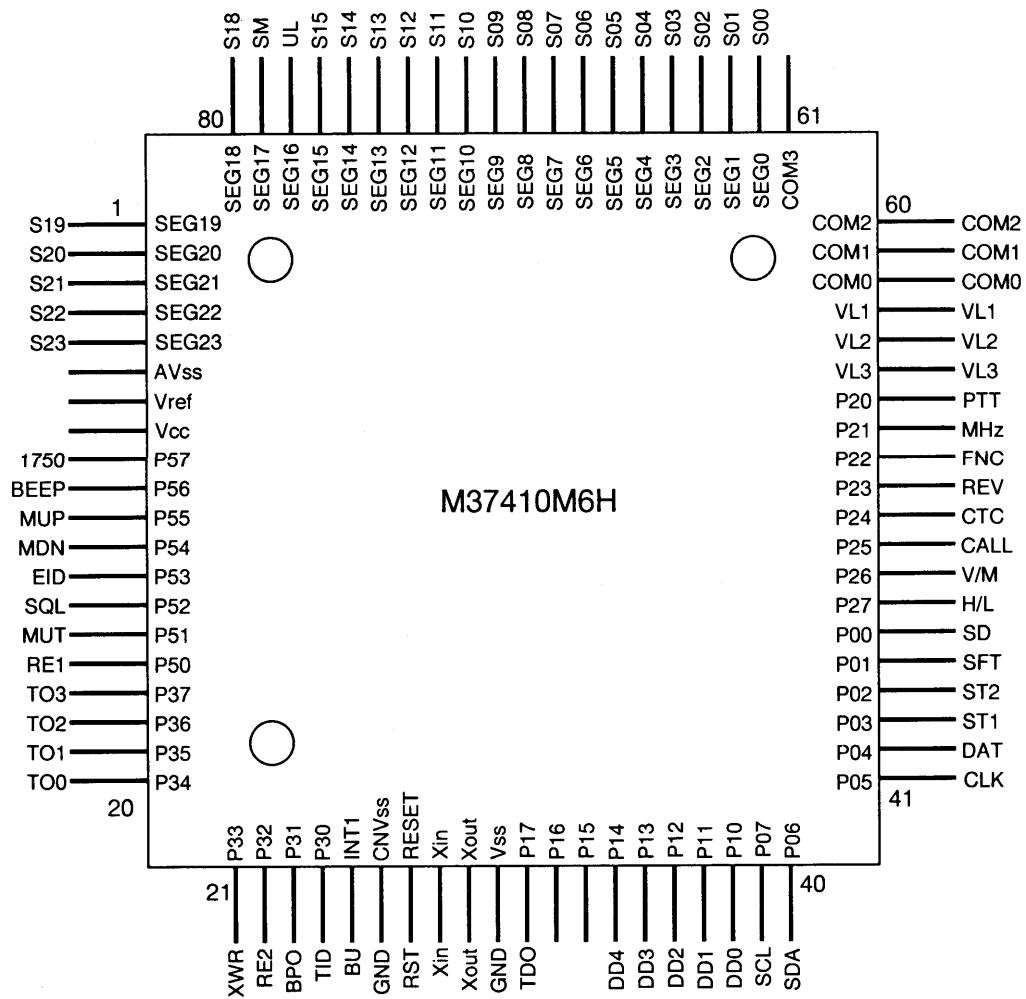 S18 SM UL S15 S14 S13 S12 S11 S10 S09 S08 S07 S06 S05 S04 S03 S02 S01 S00
80 61
SEG18 SEG17 SEG16 SEG15 SEG14 SEG13 SEG12 SEG11 SEG10 SEG9 SEG8 SEG7 SEG6 SEG5 SEG4 SEG3 SEG2 SEG1 SEG0 COM3
1 60
S19 SEG19 COM2 COM2
S20 SEG20 COM1 COM1
S21 SEG21 COM0 COM0
S22 SEG22 VL1 VL1
S23 SEG23 VL2 VL2
AVss VL3 VL3
Vref P20 PTT
Vcc P21 MHz
1750 P57 P22 FNC
BEEP P56 P23 REV
M37410M6H
MUP P55 P24 CTC
MDN P54 P25 CALL
EID P53 P26 V/M
SQL P52 P27 H/L
MUT P51 P00 SD
RE1 P50 P01 SFT
TO3 P37 P02 ST2
TO2 P36 P03 ST1
TO1 P35 P04 DAT
TO0 P34 P05 CLK
20 41
P33 P32 P31 P30 INT1 CNVss RESET Xin Xout Vss P17 P16 P15 P14 P13 P12 P11 P10 P07 P06
21 40
XWR RE2 BPO TID BU GND RST Xin Xout GND TDO DD4 DD3 DD2 DD1 DD0 SCL SDA